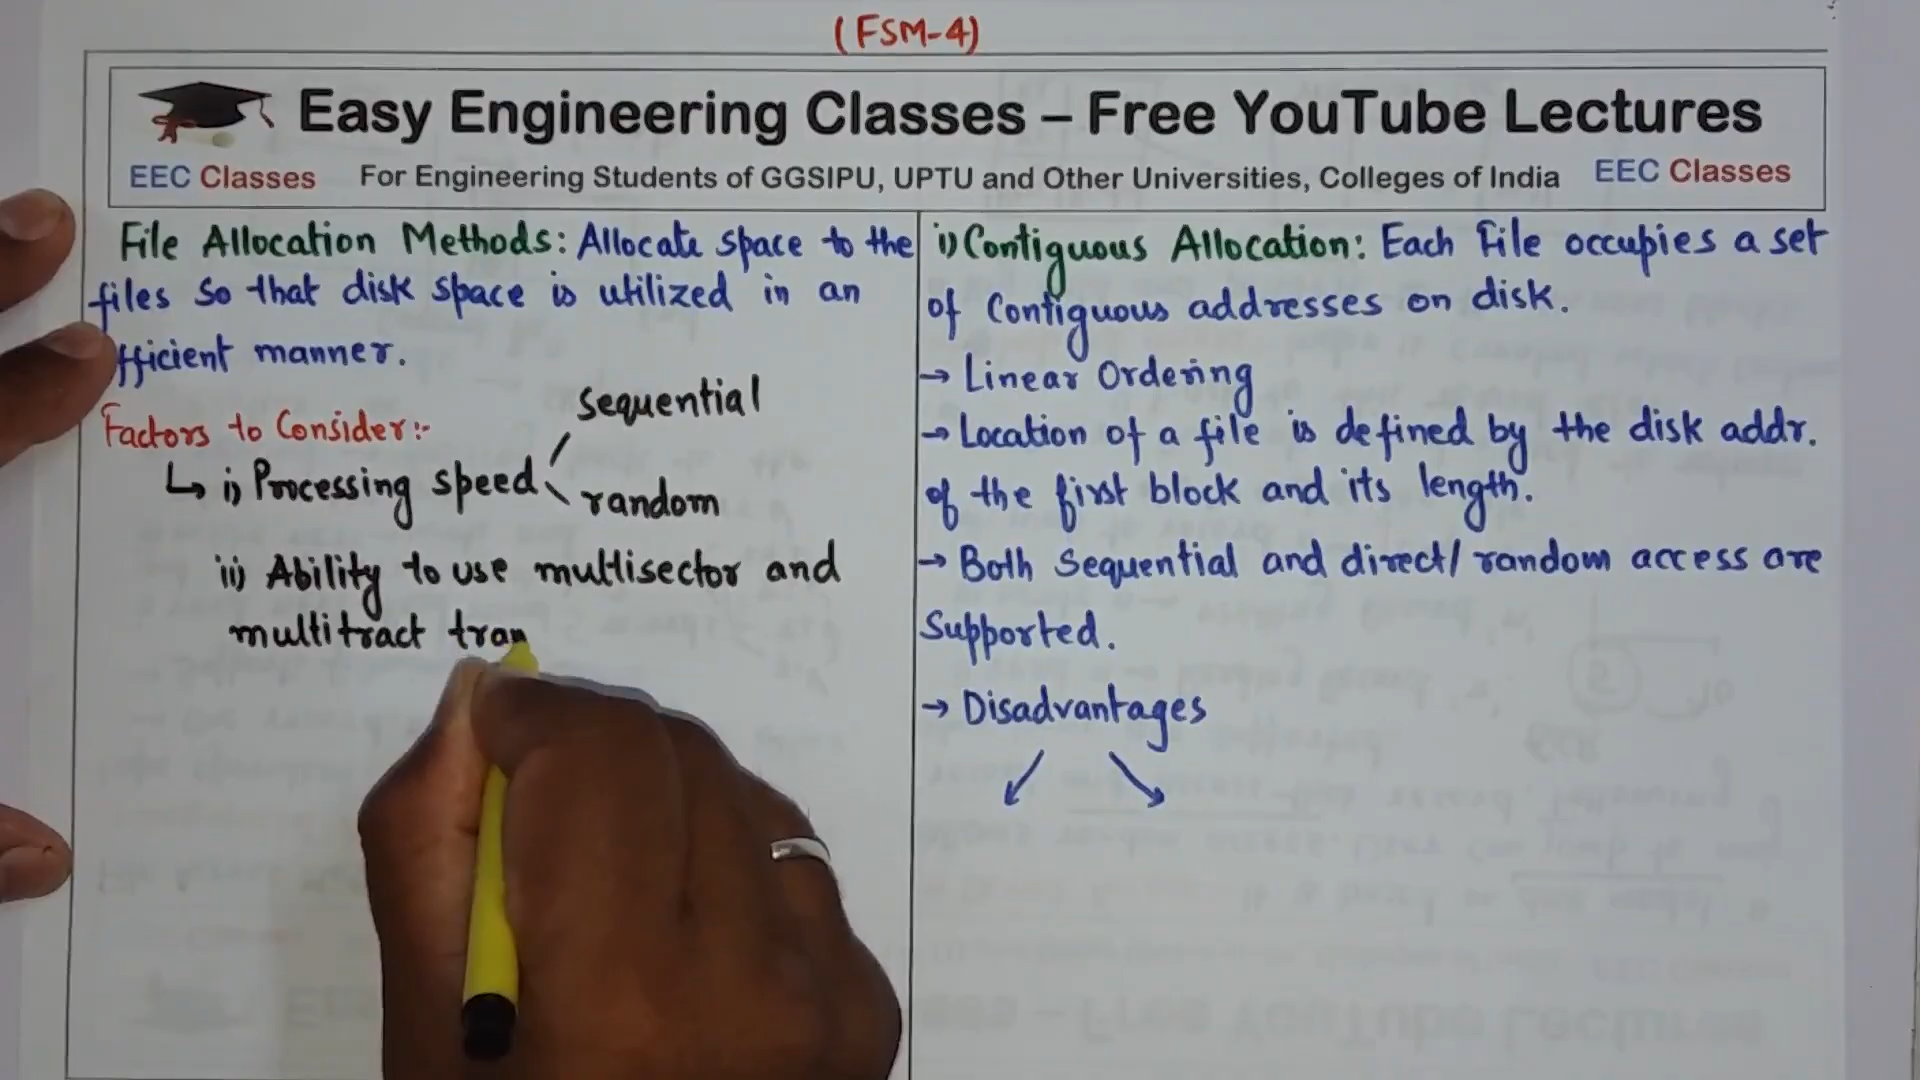 (FSM-4)
Easy Engineering Classes – Free YouTube Lectures
EEC Classes For Engineering Students of GGSIPU, UPTU and Other Universities, Colleges of India EEC Classes
File Allocation Methods: Allocate space to the
files so that disk space is utilized in an
fficient manner.
Factors to Consider:-
↳ i) Processing speed
sequential
random
ii) Ability to use multisector and
multitract tran
i) Contiguous Allocation: Each File occupies a set
of Contiguous addresses on disk.
→ Linear Ordering
→ Location of a file is defined by the disk addr.
of the first block and its length.
→ Both Sequential and direct/random access are
Supported.
→ Disadvantages